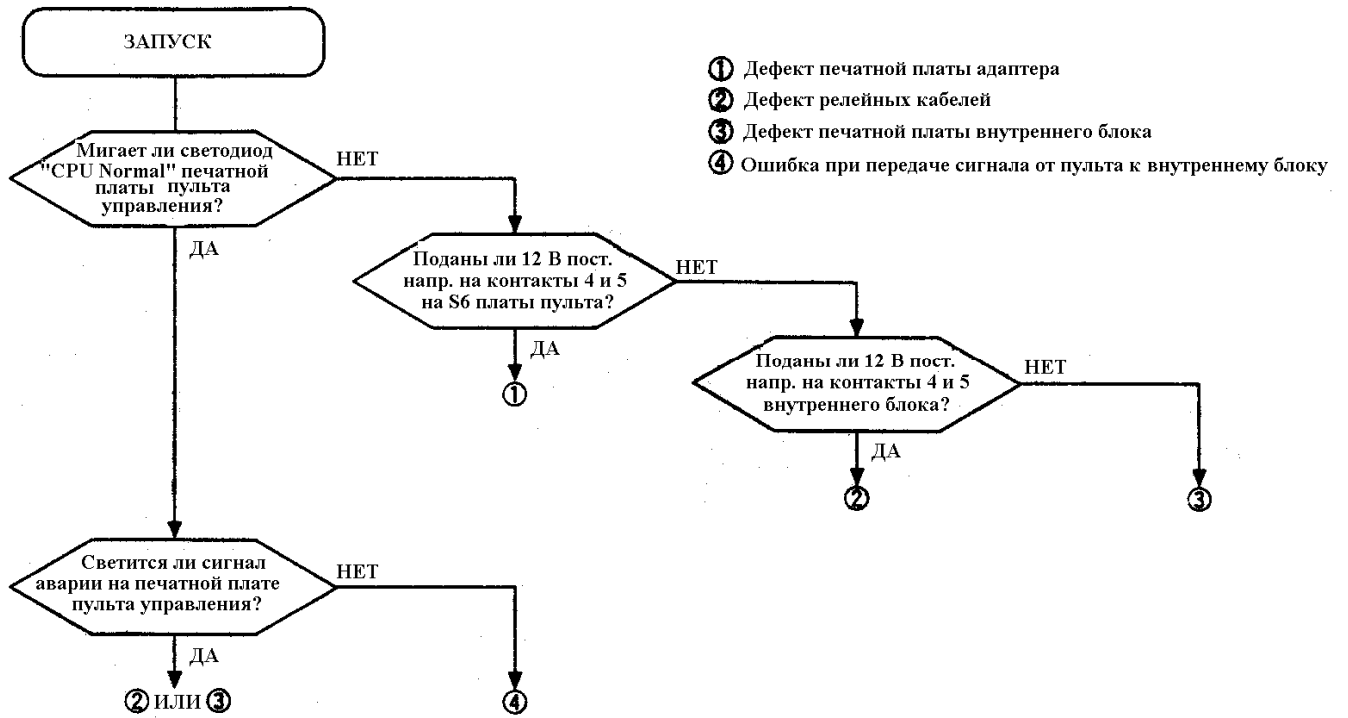 ЗАПУСК
① Дефект печатной платы адаптера
② Дефект релейных кабелей
③ Дефект печатной платы внутреннего блока
④ Ошибка при передаче сигнала от пульта к внутреннему блоку
Мигает ли светодиод
"CPU Normal" печатной
платы пульта
управления?
НЕТ
ДА
Поданы ли 12 В пост.
напр. на контакты 4 и 5
на S6 платы пульта?
НЕТ
ДА
①
Поданы ли 12 В пост.
напр. на контакты 4 и 5
внутреннего блока?
НЕТ
ДА
②
③
Светится ли сигнал
аварии на печатной плате
пульта управления?
НЕТ
ДА
② ИЛИ ③
④